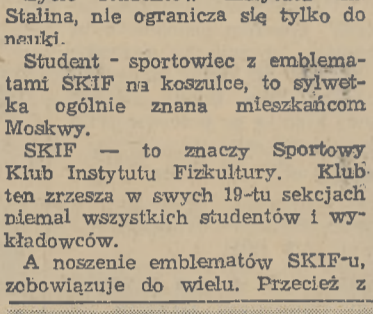 Stalina, nie ogranicza się tylko do
nauki.
Student - sportowiec z emblema-
tami SKIF na koszulce, to sylwet-
ka ogólnie znana mieszkańcom
Moskwy.
SKIF — to znaczy Sportowy
Klub Instytutu Fizkultury. Klub
ten zrzesza w swych 19-tu sekcjach
niemal wszystkich studentów i wy-
kładowców.
A noszenie emblematów SKIF-u,
zobowiązuje do wielu. Przecież z